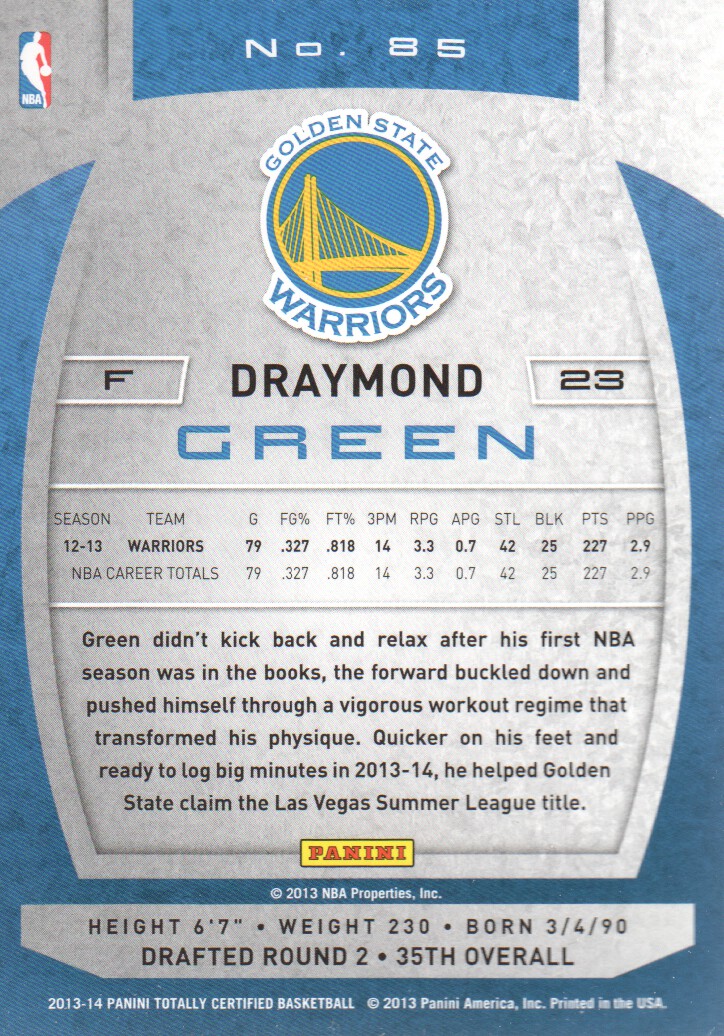 No. 85
NBA
GOLDEN STATE
WARRIORS
F DRAYMOND 23
GREEN
SEASON TEAM G FG% FT% 3PM RPG APG STL BLK PTS PPG
12-13 WARRIORS 79 .327 .818 14 3.3 0.7 42 25 227 2.9
NBA CAREER TOTALS 79 .327 .818 14 3.3 0.7 42 25 227 2.9
Green didn't kick back and relax after his first NBA
season was in the books, the forward buckled down and
pushed himself through a vigorous workout regime that
transformed his physique. Quicker on his feet and
ready to log big minutes in 2013-14, he helped Golden
State claim the Las Vegas Summer League title.
PANINI
© 2013 NBA Properties, Inc.
HEIGHT 6'7" • WEIGHT 230 • BORN 3/4/90
DRAFTED ROUND 2 • 35TH OVERALL
2013-14 PANINI TOTALLY CERTIFIED BASKETBALL © 2013 Panini America, Inc. Printed in the USA.